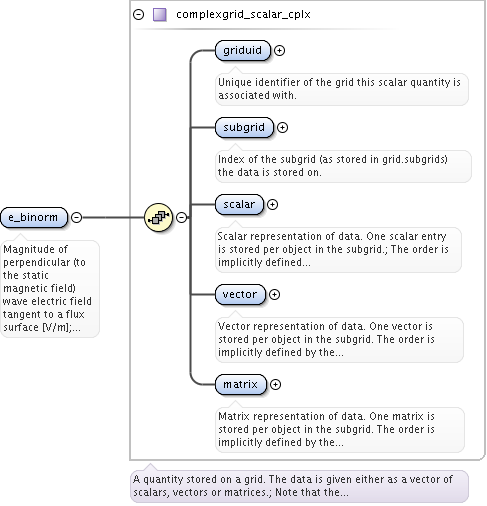 complexgrid_scalar_cplx
griduid
Unique identifier of the grid this scalar quantity is
associated with.
subgrid
Index of the subgrid (as stored in grid.subgrids)
the data is stored on.
scalar
Scalar representation of data. One scalar entry
is stored per object in the subgrid.; The order is
implicitly defined...
e_binorm
Magnitude of
perpendicular (to
the static
magnetic field)
wave electric field
tangent to a flux
surface [V/m];...
vector
Vector representation of data. One vector is
stored per object in the subgrid. The order is
implicitly defined by the...
matrix
Matrix representation of data. One matrix is
stored per object in the subgrid. The order is
implicitly defined by the...
A quantity stored on a grid. The data is given either as a vector of
scalars, vectors or matrices.; Note that the...